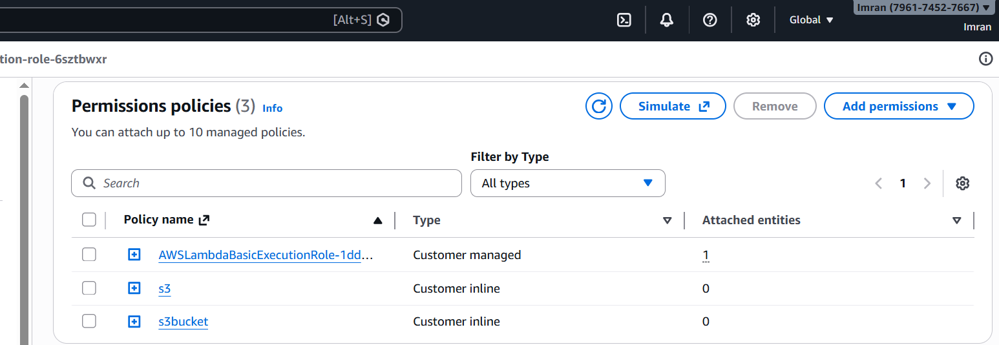 [Alt+S]
Global ▼
Imran (7961-7452-7667) ▼
Imran
tion-role-6sztbwxr
Permissions policies (3) Info
Simulate
Remove
Add permissions ▼
You can attach up to 10 managed policies.
Filter by Type
Search
All types ▼
1
Policy name
Type
Attached entities
AWSLambdaBasicExecutionRole-1dd...
Customer managed
1
s3
Customer inline
0
s3bucket
Customer inline
0